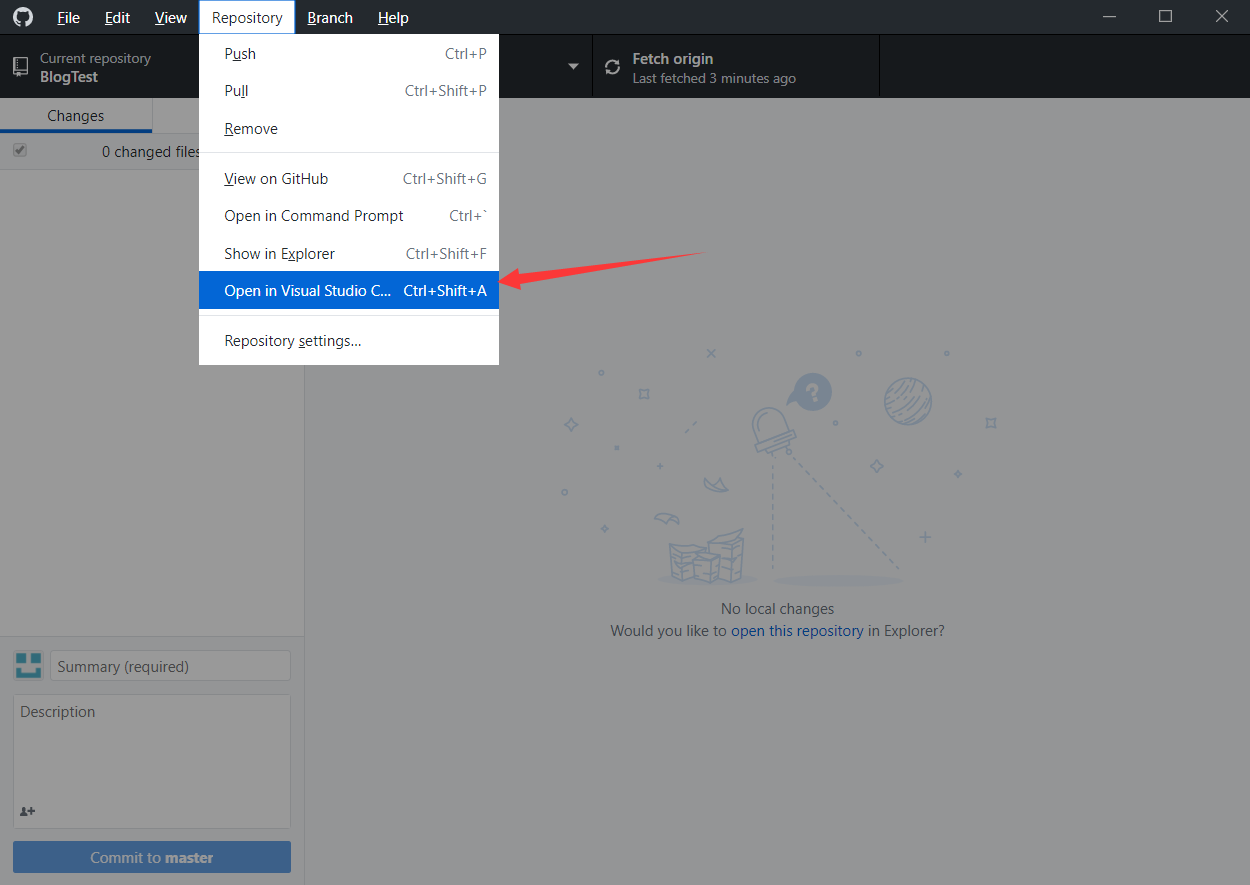 File Edit View Repository Branch Help
Current repository
BlogTest
Fetch origin
Last fetched 3 minutes ago
Changes
0 changed files
Push Ctrl+P
Pull Ctrl+Shift+P
Remove
View on GitHub Ctrl+Shift+G
Open in Command Prompt Ctrl+`
Show in Explorer Ctrl+Shift+F
Open in Visual Studio C... Ctrl+Shift+A
Repository settings...
?
No local changes
Would you like to open this repository in Explorer?
Summary (required)
Description
Commit to master